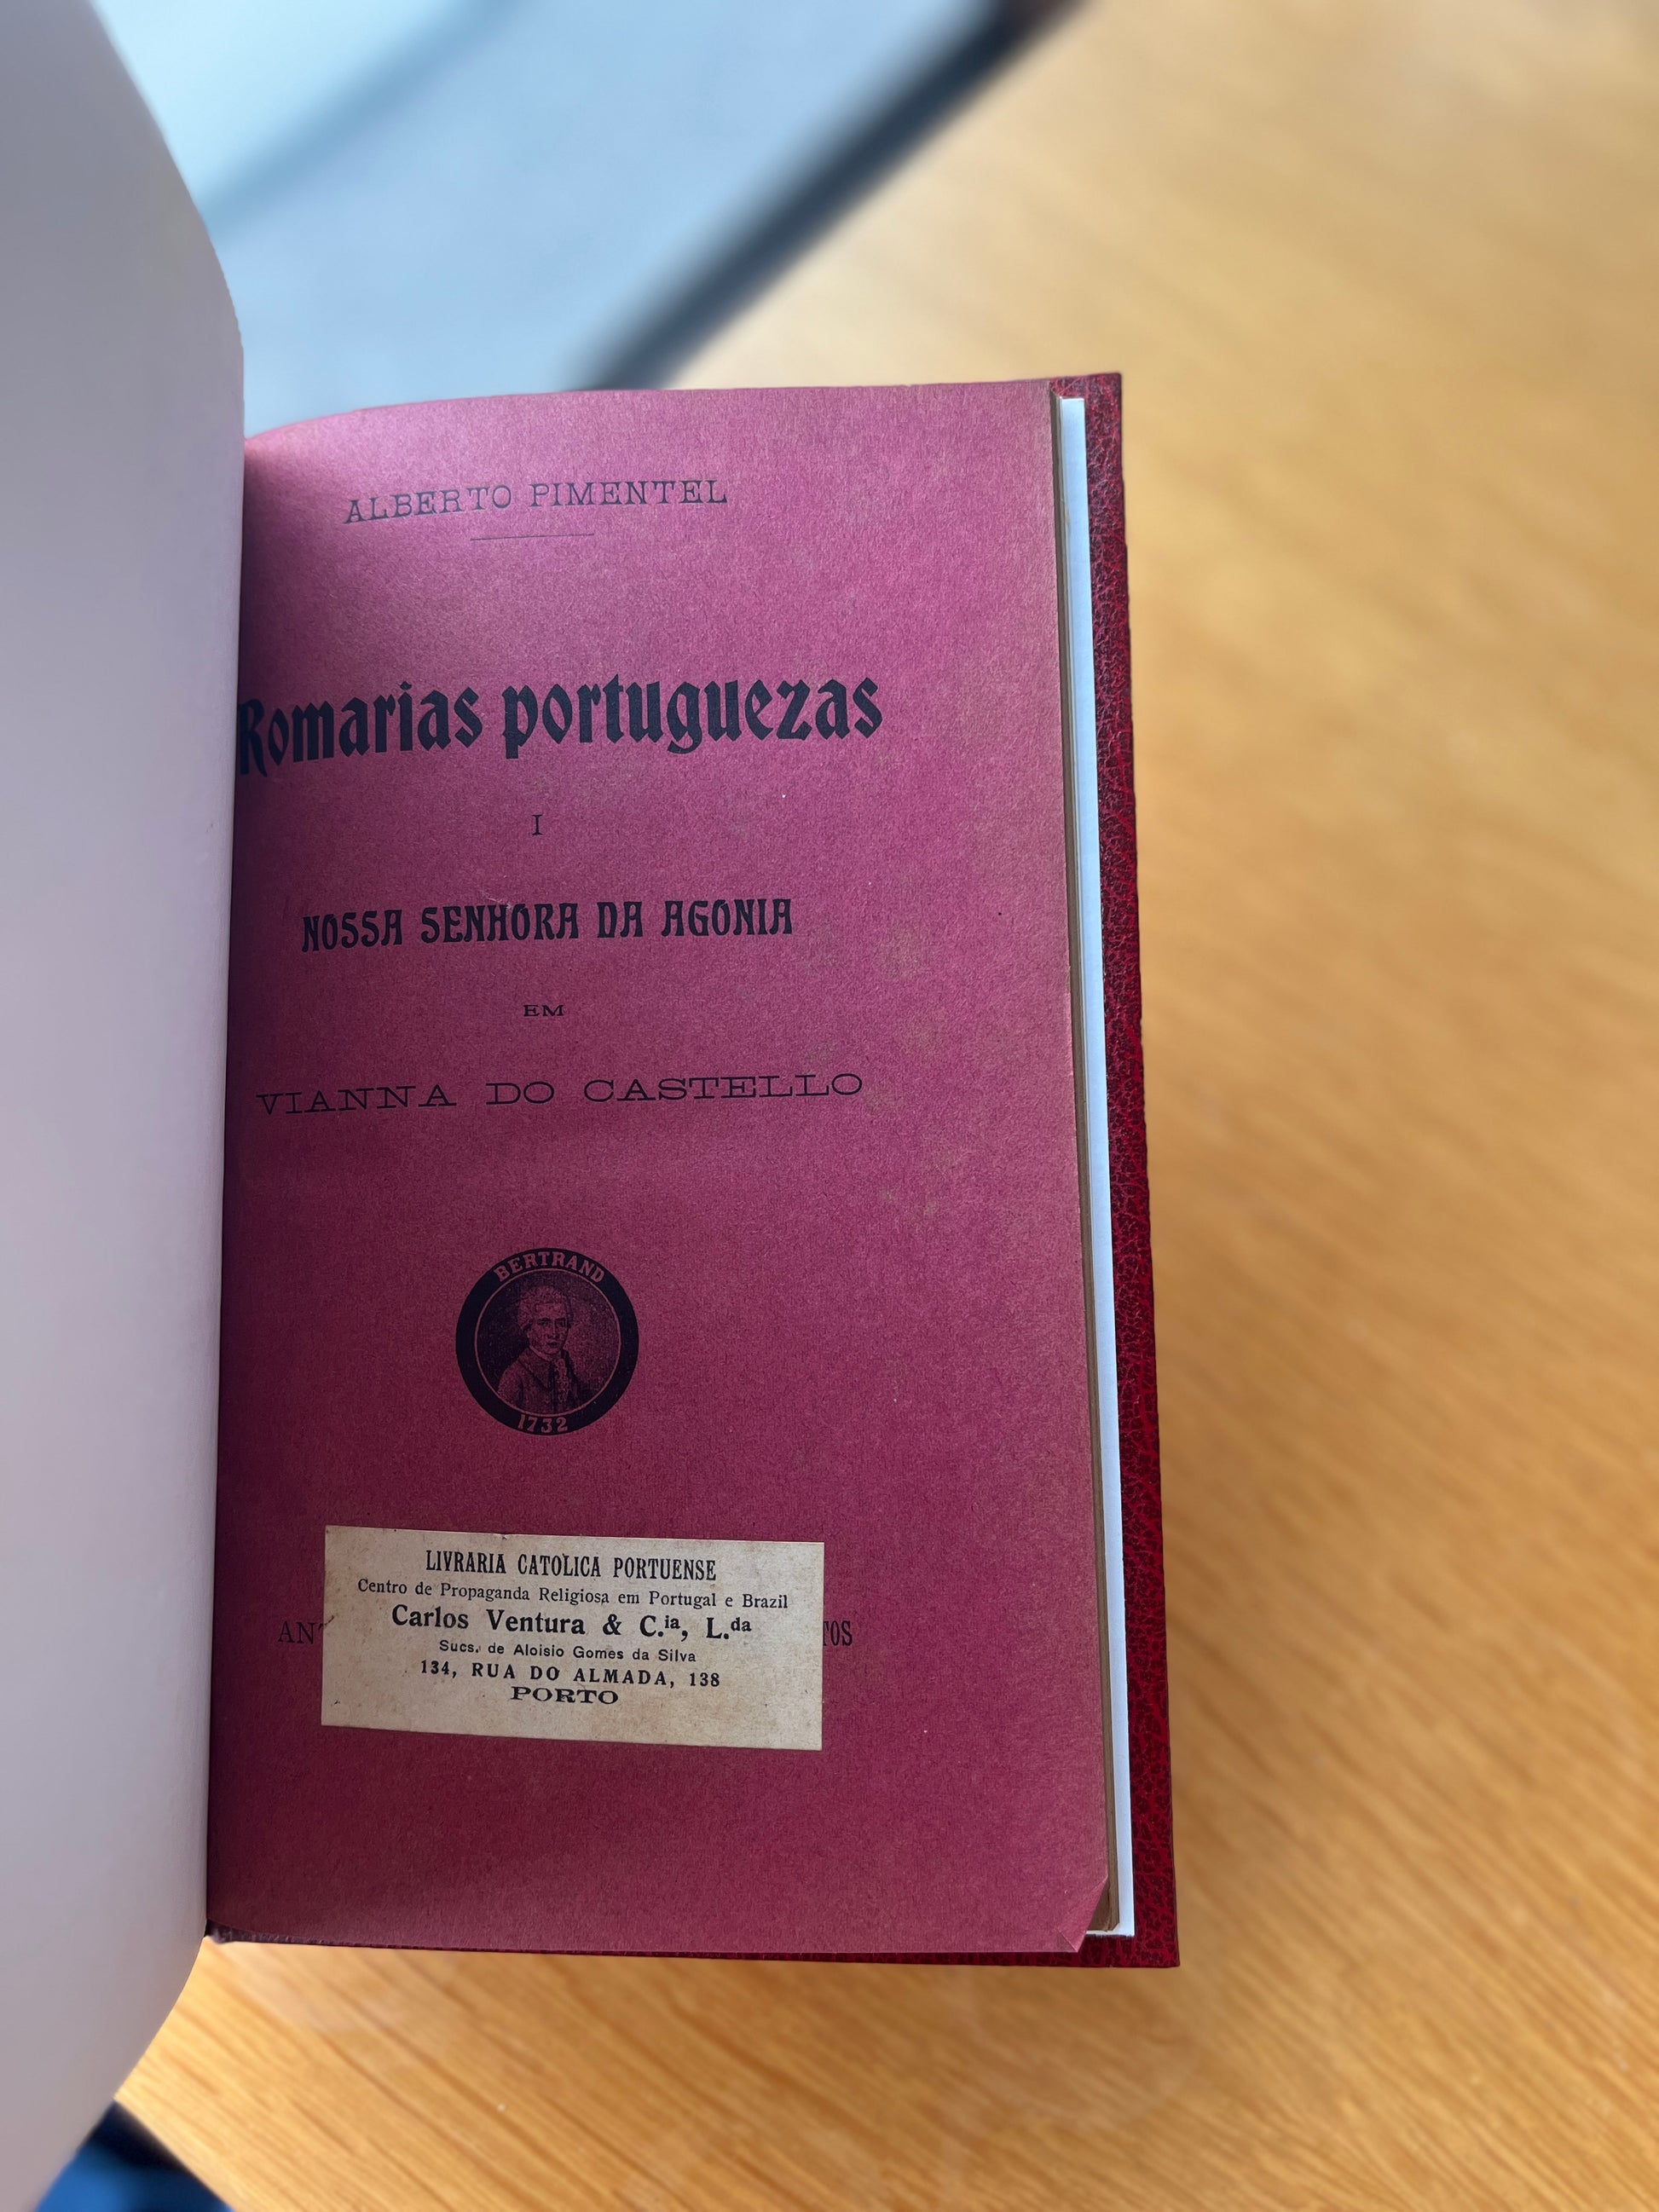 ALBERTO PIMENTEL
Romarias portuguezas
I
NOSSA SENHORA DA AGONIA
EM
VIANNA DO CASTELLO
BERTRAND
1732
LIVRARIA CATOLICA PORTUENSE
Centro de Propaganda Religiosa em Portugal e Brazil
Carlos Ventura & C.ia, L.da
Sucs. de Aloisio Gomes da Silva
134, RUA DO ALMADA, 138
PORTO